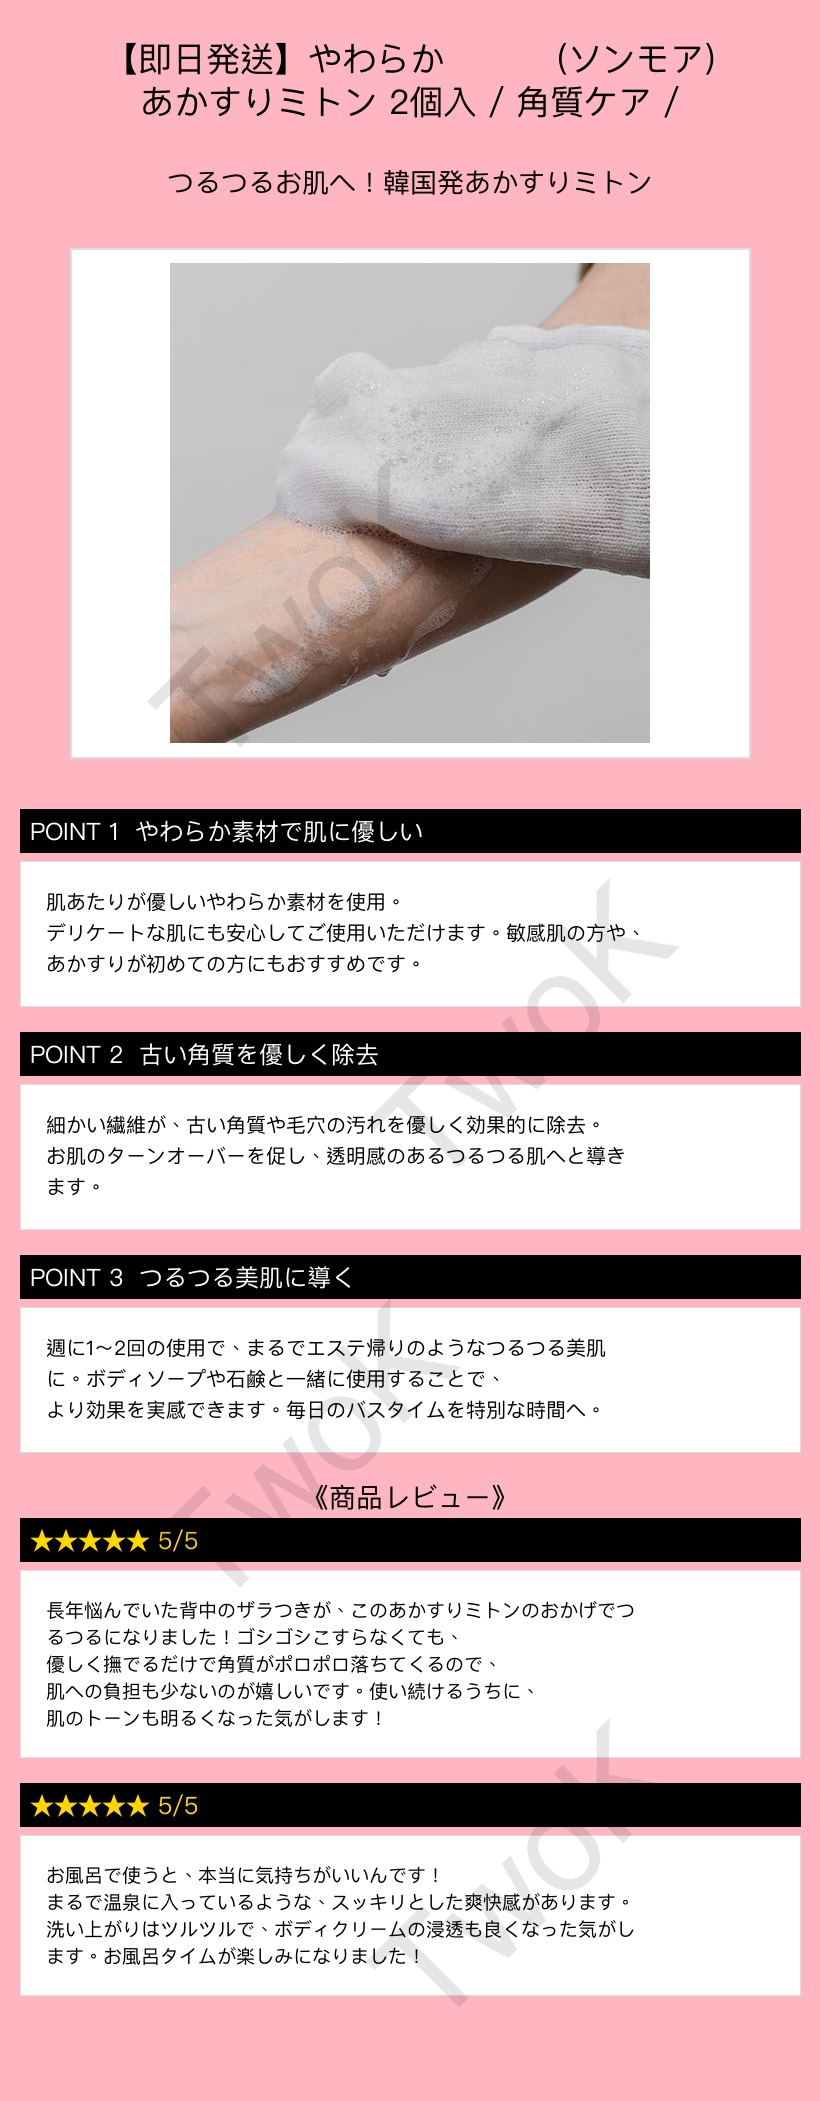 【即日発送】やわらか　　　（ソンモア）
あかすりミトン 2個入 / 角質ケア /
つるつるお肌へ！韓国発あかすりミトン
TwoK
POINT 1 やわらか素材で肌に優しい
肌あたりが優しいやわらか素材を使用。
デリケートな肌にも安心してご使用いただけます。敏感肌の方や、
あかすりが初めての方にもおすすめです。
TwoK
POINT 2 古い角質を優しく除去
細かい繊維が、古い角質や毛穴の汚れを優しく効果的に除去。
お肌のターンオーバーを促し、透明感のあるつるつる肌へと導き
ます。
POINT 3 つるつる美肌に導く
週に1～2回の使用で、まるでエステ帰りのようなつるつる美肌
に。ボディソープや石鹸と一緒に使用することで、
より効果を実感できます。毎日のバスタイムを特別な時間へ。
TwoK
《商品レビュー》
★★★★★ 5/5
長年悩んでいた背中のザラつきが、このあかすりミトンのおかげでつ
るつるになりました！ゴシゴシこすらなくても、
優しく撫でるだけで角質がポロポロ落ちてくるので、
肌への負担も少ないのが嬉しいです。使い続けるうちに、
肌のトーンも明るくなった気がします！
★★★★★ 5/5
お風呂で使うと、本当に気持ちがいいんです！
まるで温泉に入っているような、スッキリとした爽快感があります。
洗い上がりはツルツルで、ボディクリームの浸透も良くなった気がし
ます。お風呂タイムが楽しみになりました！
TwoK